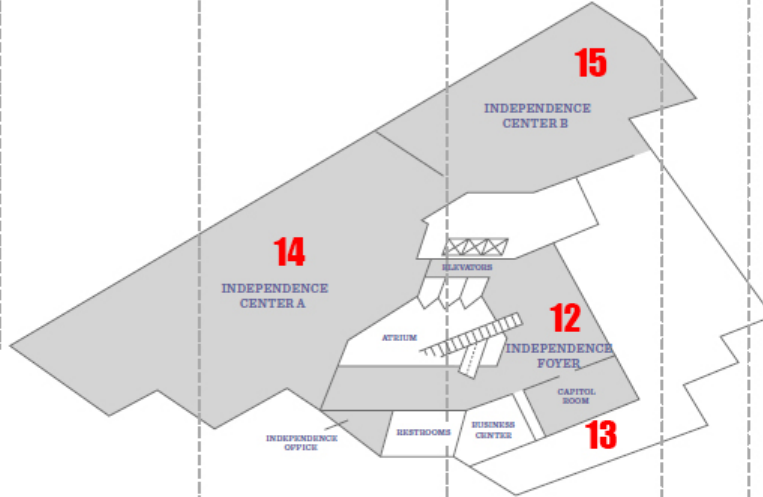 15
INDEPENDENCE
CENTER B
14
INDEPENDENCE
CENTER A
ELEVATORS
12
INDEPENDENCE
FOYER
ATRIUM
CAPITOL
ROOM
13
INDEPENDENCE
OFFICE
RESTROOMS
BUSINESS
CENTER